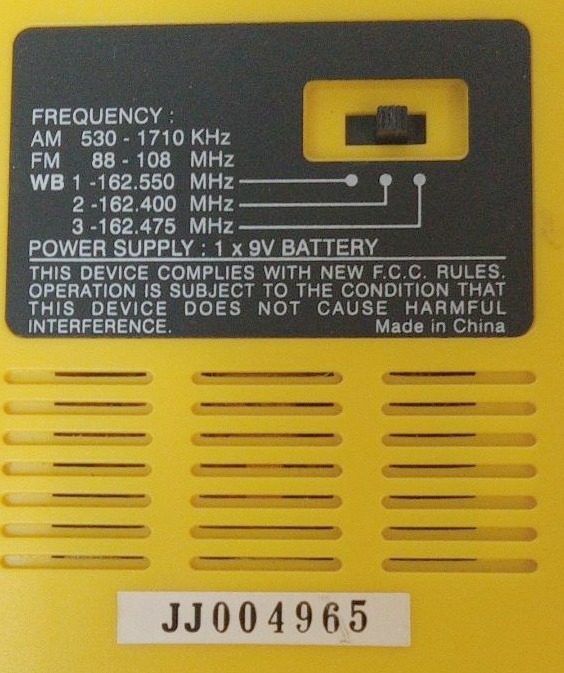 FREQUENCY :
AM 530 - 1710 KHz
FM 88 - 108 MHz
WB 1 -162.550 MHz
2 -162.400 MHz
3 -162.475 MHz
POWER SUPPLY : 1 x 9V BATTERY
THIS DEVICE COMPLIES WITH NEW F.C.C. RULES.
OPERATION IS SUBJECT TO THE CONDITION THAT
THIS DEVICE DOES NOT CAUSE HARMFUL
INTERFERENCE. Made in China
JJ004965